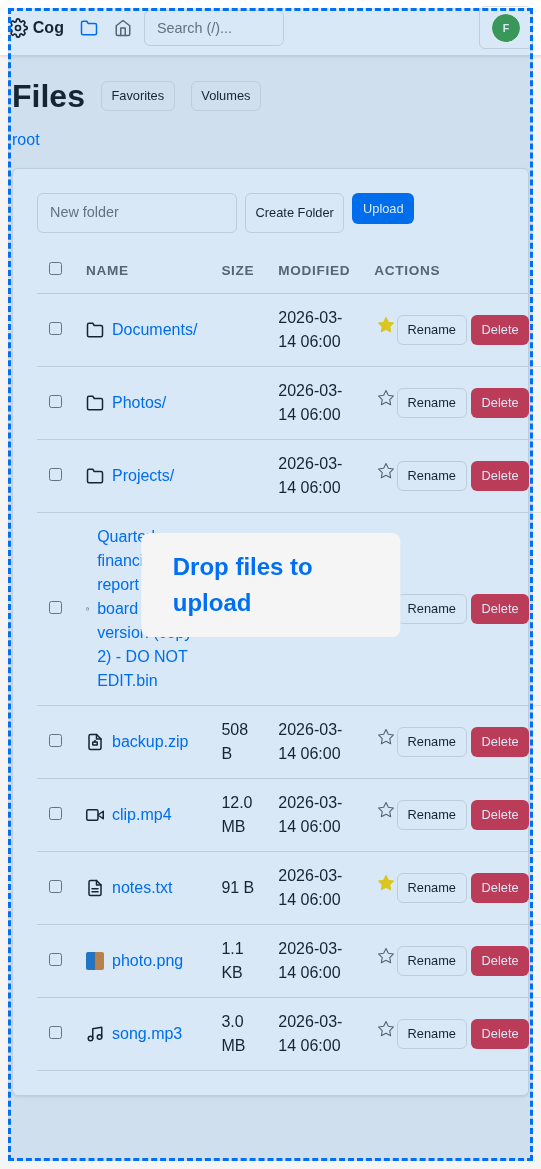 Cog
Search (/)...
F
Files
Favorites
Volumes
root
New folder
Create Folder
Upload
NAME SIZE MODIFIED ACTIONS
Documents/
2026-03-
14 06:00
Rename
Delete
Photos/
2026-03-
14 06:00
Rename
Delete
Projects/
2026-03-
14 06:00
Rename
Delete
report
board
2) - DO NOT
EDIT.bin
Drop files to
upload
Rename
Delete
backup.zip
508
B
2026-03-
14 06:00
Rename
Delete
clip.mp4
12.0
MB
2026-03-
14 06:00
Rename
Delete
notes.txt
91 B
2026-03-
14 06:00
Rename
Delete
photo.png
1.1
KB
2026-03-
14 06:00
Rename
Delete
song.mp3
3.0
MB
2026-03-
14 06:00
Rename
Delete